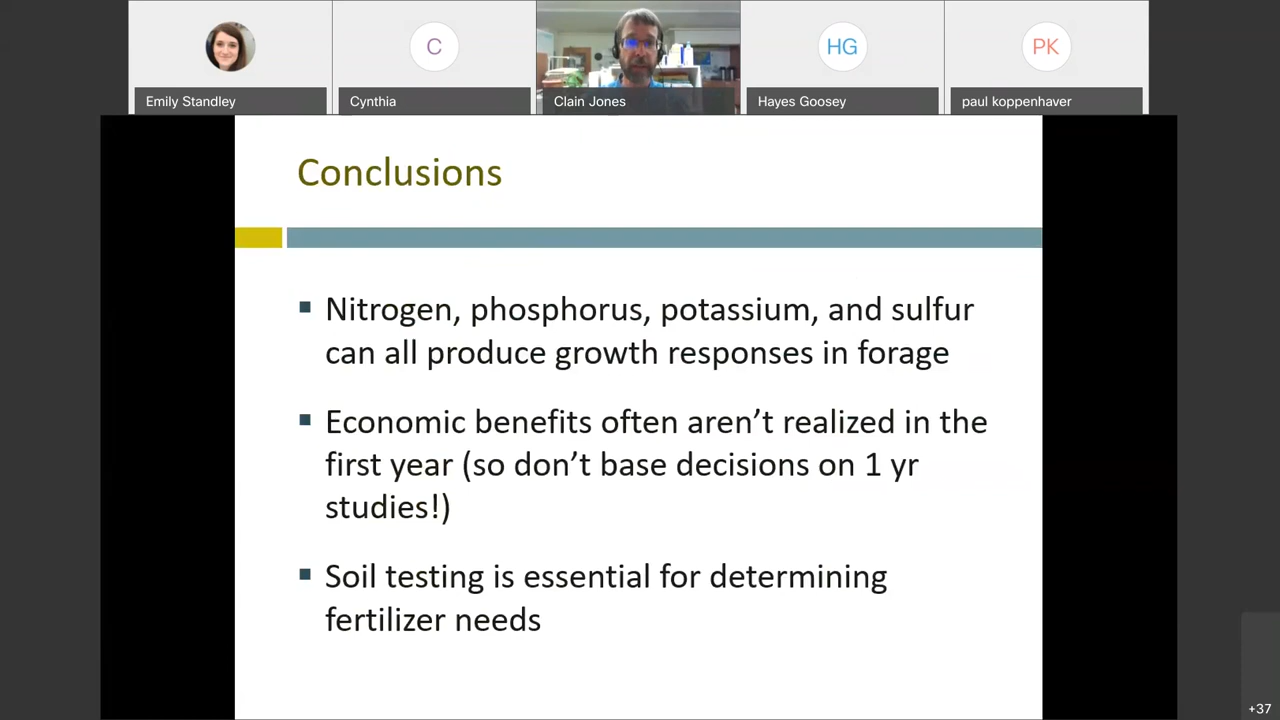 Emily Standley
C
Cynthia
Clain Jones
HG
Hayes Goosey
PK
paul koppenhaver
Conclusions
Nitrogen, phosphorus, potassium, and sulfur
can all produce growth responses in forage
Economic benefits often aren’t realized in the
first year (so don’t base decisions on 1 yr
studies!)
Soil testing is essential for determining
fertilizer needs
+37